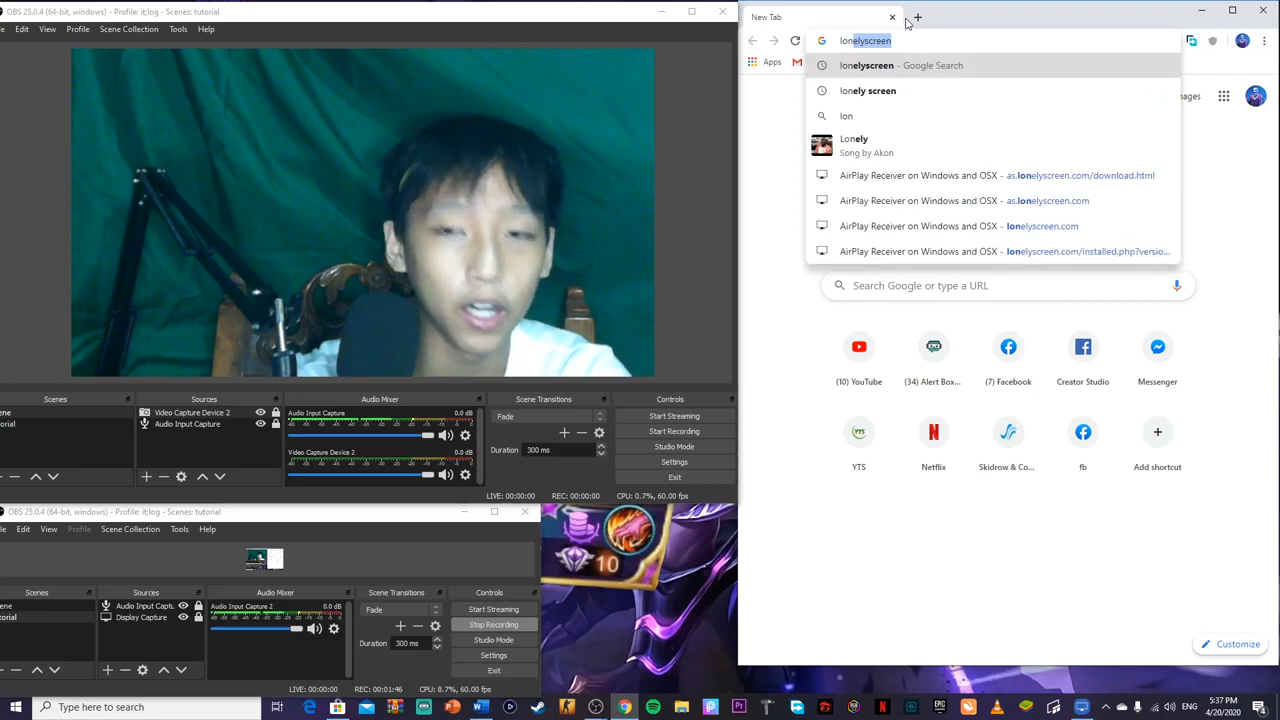 OBS 25.0.4 (64-bit, windows) - Profile: it;log - Scenes: tutorial
Edit View Profile Scene Collection Tools Help
Scenes
Sources
Audio Mixer
Scene Transitions
Controls
Video Capture Device 2
Audio Input Capture
Audio Input Capture
0.0 dB
Video Capture Device 2
0.0 dB
Fade
Duration
300 ms
Start Streaming
Start Recording
Studio Mode
Settings
Exit
LIVE: 00:00:00
REC: 00:00:00
CPU: 0.7%, 60.00 fps
OBS 25.0.4 (64-bit, windows) - Profile: it;log - Scenes: tutorial
Edit View Profile Scene Collection Tools Help
Scenes
Sources
Audio Mixer
Scene Transitions
Controls
Audio Input Captu
Display Capture
Audio Input Capture 2
0.0 dB
Fade
Duration
300 ms
Start Streaming
Stop Recording
Studio Mode
Settings
Exit
LIVE: 00:00:00
REC: 00:01:46
CPU: 8.7%, 60.00 fps
10
New Tab
lonelyscreen
Apps
lonelyscreen - Google Search
lonely screen
lon
Lonely
Song by Akon
AirPlay Receiver on Windows and OSX - as.lonelyscreen.com/download.html
AirPlay Receiver on Windows and OSX - as.lonelyscreen.com
AirPlay Receiver on Windows and OSX - lonelyscreen.com
AirPlay Receiver on Windows and OSX - lonelyscreen.com/installed.php?versio...
ages
Search Google or type a URL
(10) YouTube
(34) Alert Box...
(7) Facebook
Creator Studio
Messenger
YTS
YTS
Netflix
Skidrow & Co...
fb
Add shortcut
Customize
Type here to search
ENG
5:37 PM
4/20/2020